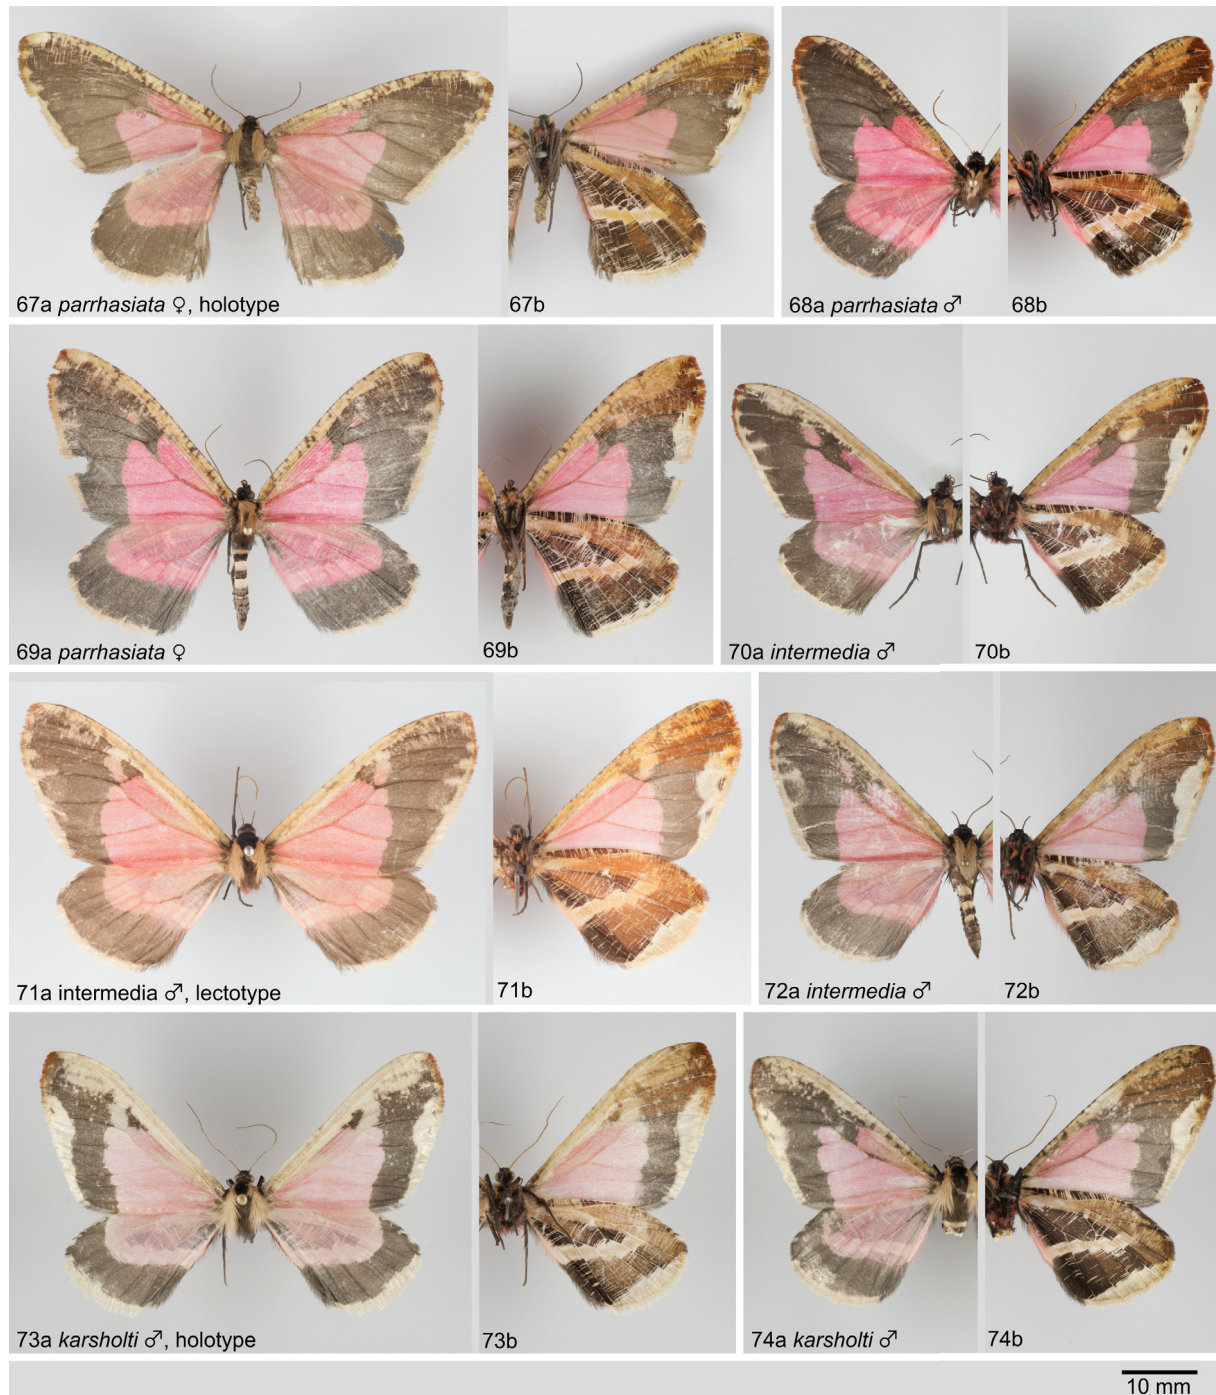 67a parrhasiata ♀, holotype
67b
68a parrhasiata ♂
68b
69a parrhasiata ♀
69b
70a intermedia ♂
70b
71a intermedia ♂, lectotype
71b
72a intermedia ♂
72b
73a karsholti ♂, holotype
73b
74a karsholti ♂
74b
10 mm